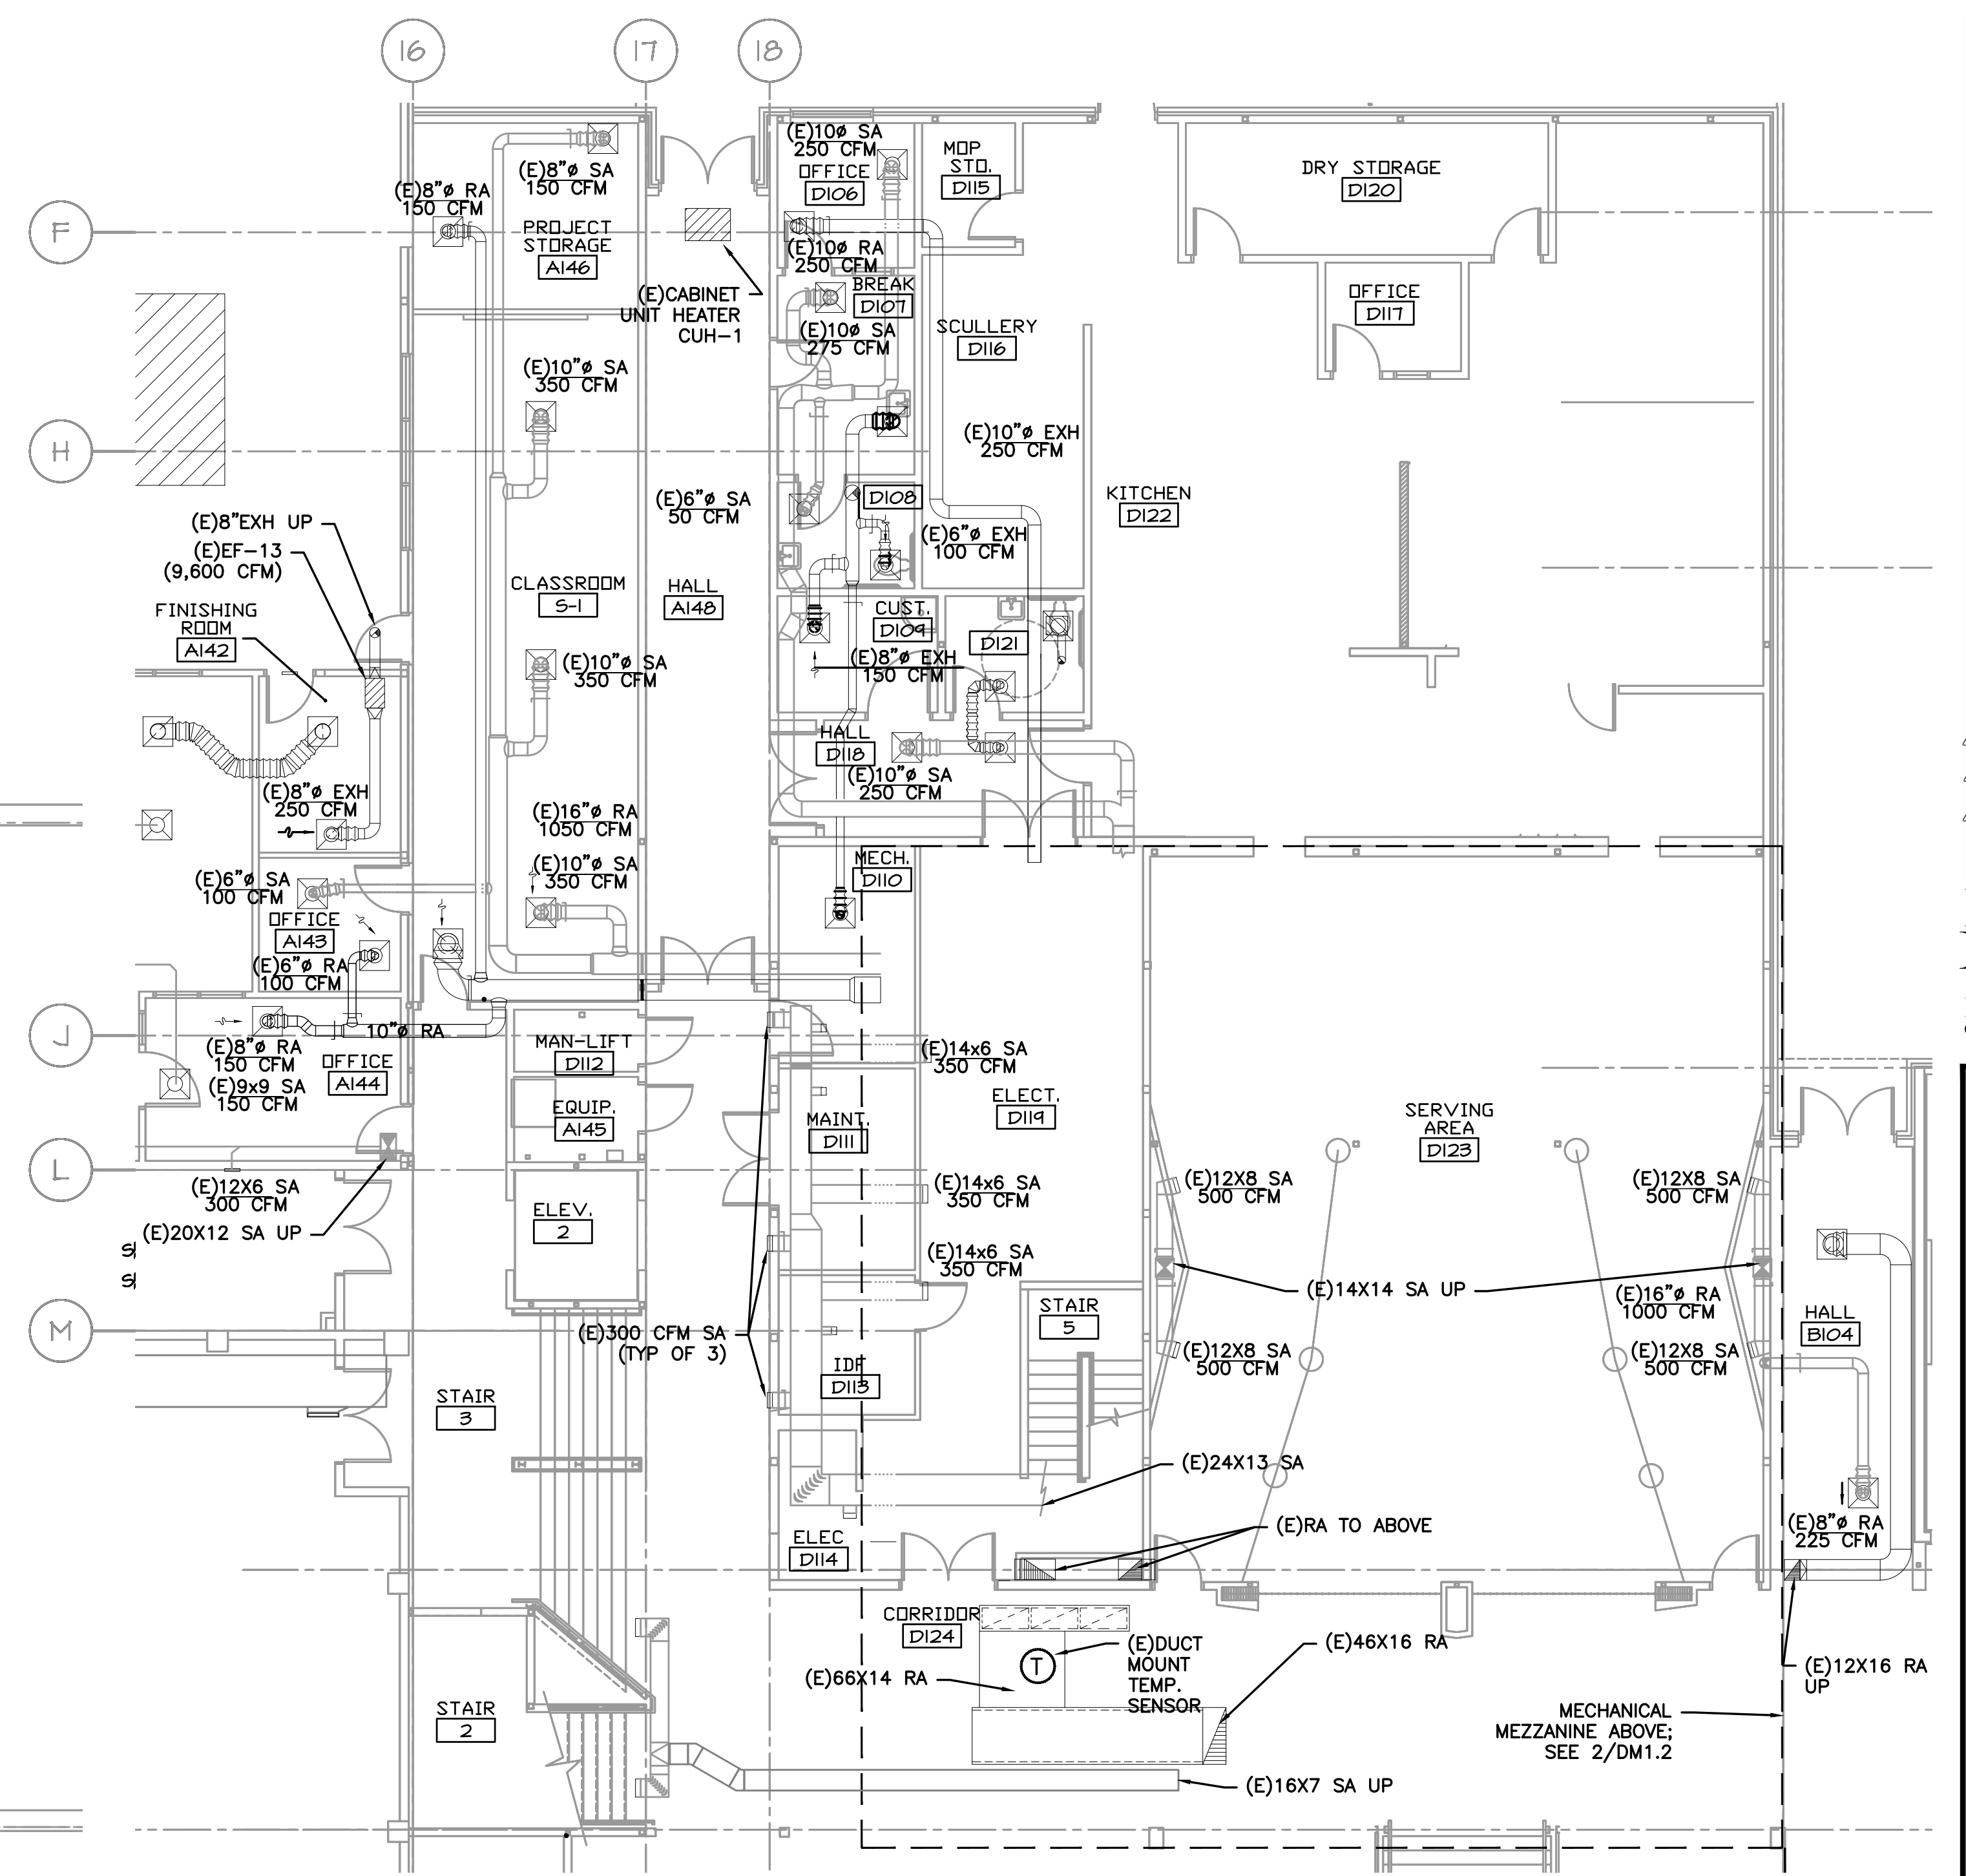 16
17
18
F
H
J
L
M
(E)10ø SA
250 CFM
OFFICE
D106
MOP
STO.
D115
DRY STORAGE
D120
(E)8"ø SA
150 CFM
(E)8"ø RA
150 CFM
PROJECT
STORAGE
A146
(E)10ø RA
250 CFM
(E)CABINET
UNIT HEATER
CUH-1
BREAK
D107
(E)10ø SA
275 CFM
SCULLERY
D116
OFFICE
D117
(E)10"ø SA
350 CFM
(E)10"ø EXH
250 CFM
(E)6"ø SA
50 CFM
D108
KITCHEN
D122
(E)8"EXH UP
(E)EF-13
(9,600 CFM)
(E)6"ø EXH
100 CFM
CLASSROOM
S-1
HALL
A148
FINISHING
ROOM
A142
CUST.
D109
D121
(E)8"ø EXH
150 CFM
(E)10"ø SA
350 CFM
HALL
D118
(E)10"ø SA
250 CFM
(E)8"ø EXH
250 CFM
(E)16"ø RA
1050 CFM
(E)10"ø SA
350 CFM
MECH.
D110
(E)6"ø SA
100 CFM
OFFICE
A143
(E)6"ø RA
100 CFM
10"ø RA
(E)8"ø RA
150 CFM
(E)9x9 SA
150 CFM
OFFICE
A144
MAN-LIFT
D112
(E)14x6 SA
350 CFM
EQUIP.
A145
MAINT.
D111
ELECT.
D119
SERVING
AREA
D123
(E)12X6 SA
300 CFM
(E)20X12 SA UP
ELEV.
2
(E)14x6 SA
350 CFM
(E)12X8 SA
500 CFM
(E)12X8 SA
500 CFM
(E)14x6 SA
350 CFM
(E)14X14 SA UP
(E)16"ø RA
1000 CFM
STAIR
5
HALL
B104
(E)300 CFM SA
(TYP OF 3)
(E)12X8 SA
500 CFM
(E)12X8 SA
500 CFM
IDF
D113
STAIR
3
(E)24X13 SA
(E)RA TO ABOVE
(E)8"ø RA
225 CFM
ELEC
D114
CORRIDOR
D124
T
(E)DUCT
MOUNT
TEMP.
SENSOR
(E)46X16 RA
(E)66X14 RA
(E)12X16 RA
UP
STAIR
2
MECHANICAL
MEZZANINE ABOVE;
SEE 2/DM1.2
(E)16X7 SA UP